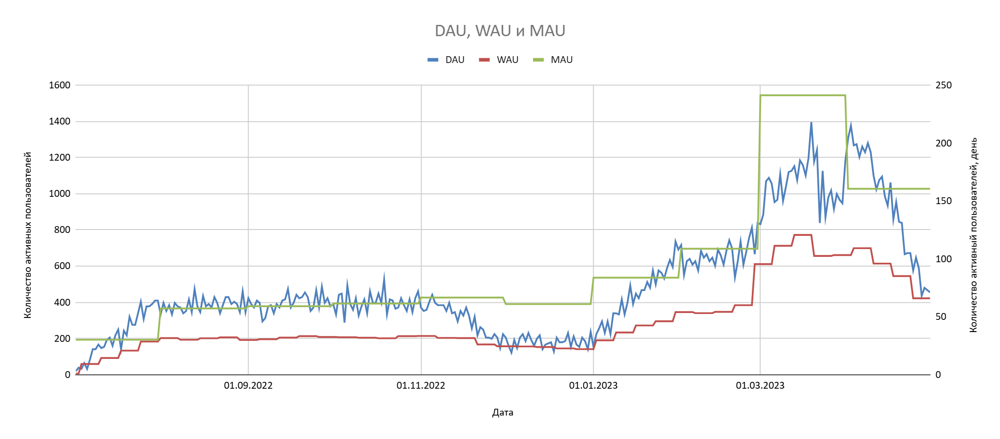 DAU, WAU и MAU
DAU WAU MAU
Количество активных пользователей
1600
1400
1200
1000
800
600
400
200
0
250
200
150
100
50
0
Количество активный пользователей, день
01.09.2022 01.11.2022 01.01.2023 01.03.2023
Дата